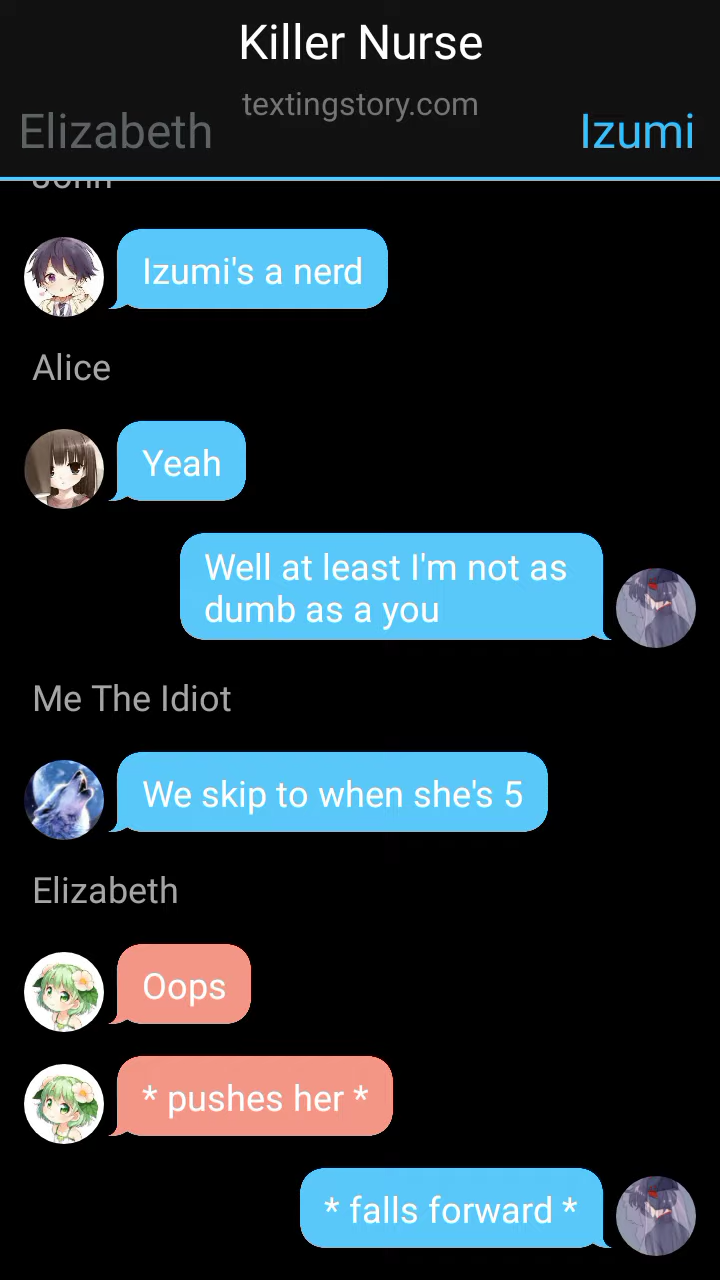 Killer Nurse
textingstory.com
Elizabeth
Izumi
John
Izumi's a nerd
Alice
Yeah
Well at least I'm not as
dumb as a you
Me The Idiot
We skip to when she's 5
Elizabeth
Oops
* pushes her *
* falls forward *